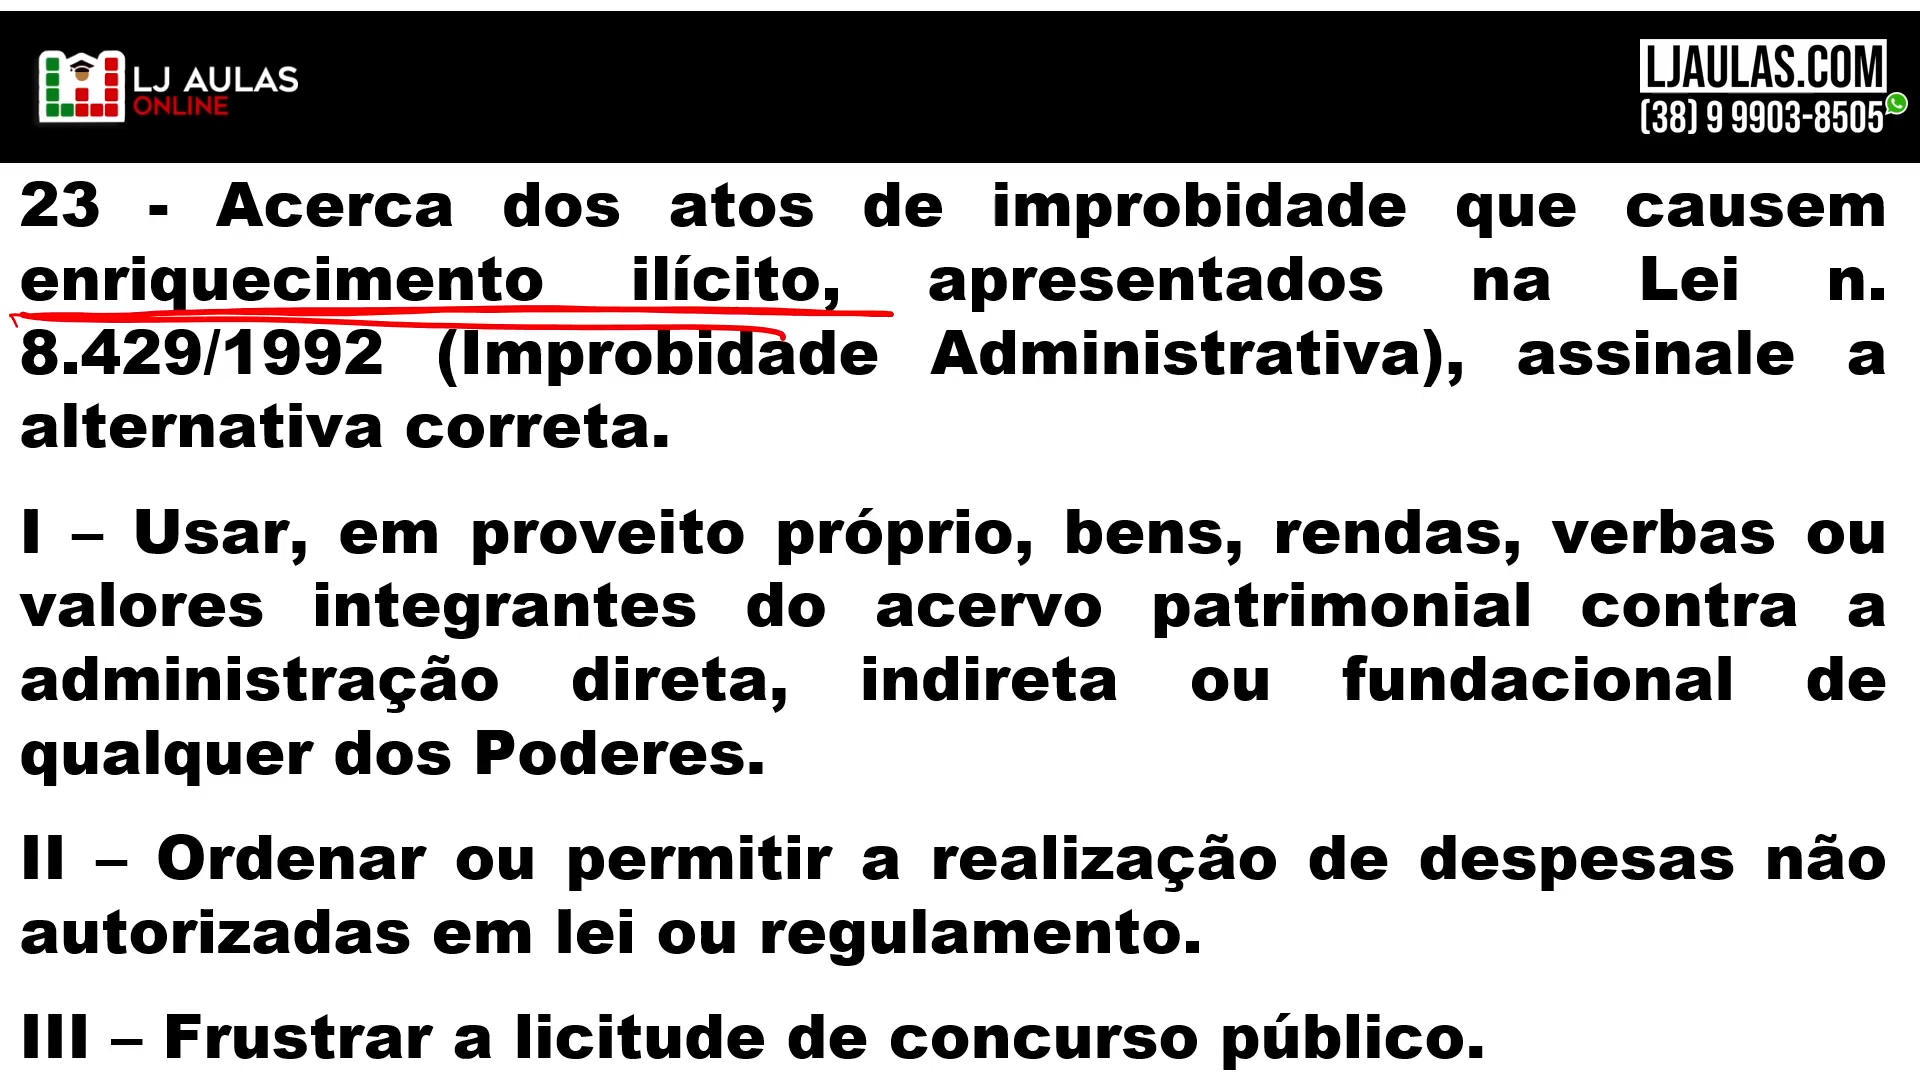 LJ AULAS
ONLINE
LJAULAS.COM
(38) 9 9903-8505
23 - Acerca dos atos de improbidade que causem
enriquecimento ilícito, apresentados na Lei n.
8.429/1992 (Improbidade Administrativa), assinale a
alternativa correta.
I – Usar, em proveito próprio, bens, rendas, verbas ou
valores integrantes do acervo patrimonial contra a
administração direta, indireta ou fundacional de
qualquer dos Poderes.
II – Ordenar ou permitir a realização de despesas não
autorizadas em lei ou regulamento.
III – Frustrar a licitude de concurso público.